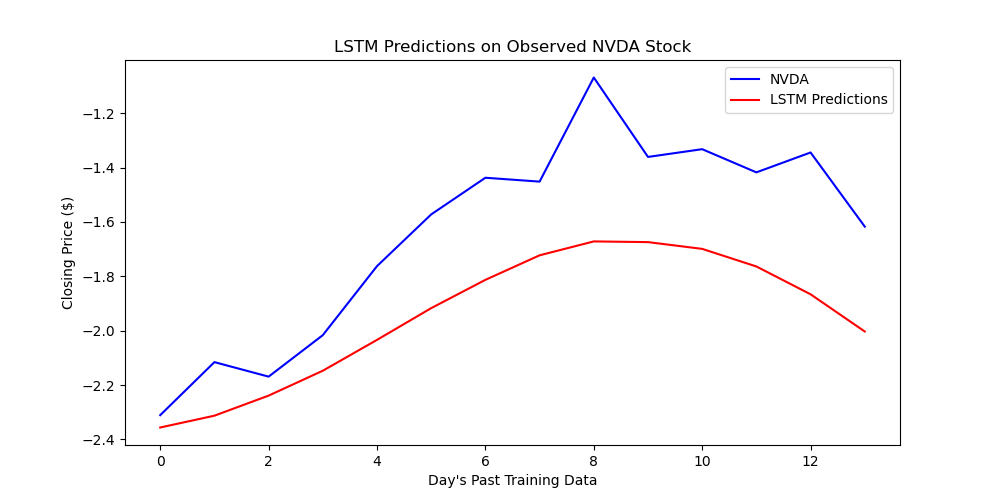 LSTM Predictions on Observed NVDA Stock
NVDA
LSTM Predictions
Closing Price ($)
−1.2
−1.4
−1.6
−1.8
−2.0
−2.2
−2.4
0 2 4 6 8 10 12
Day's Past Training Data